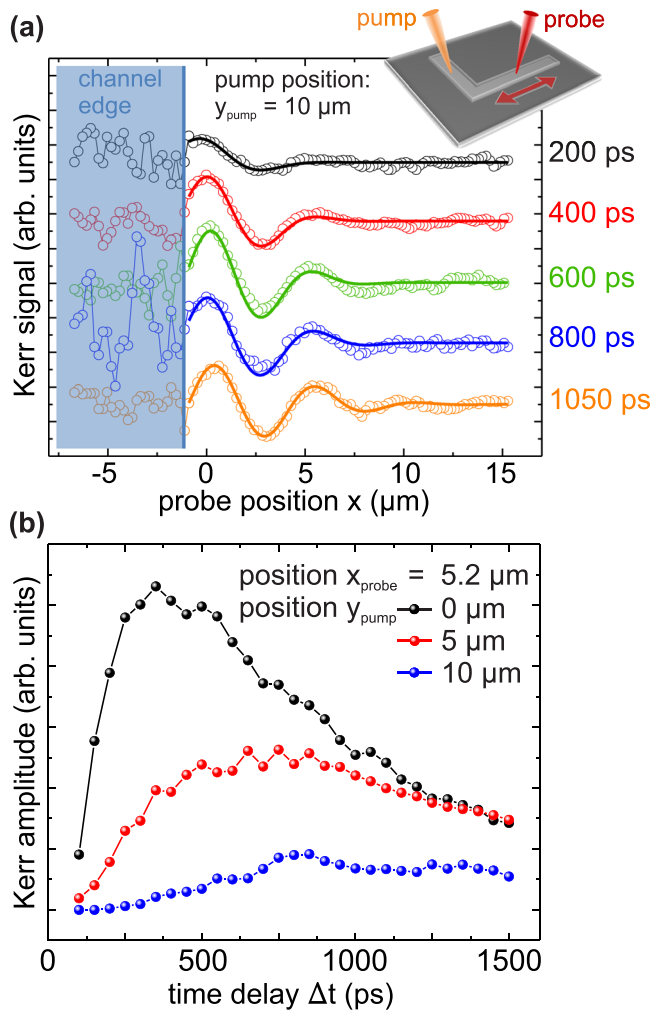 (a)
pump
probe
channel
edge
pump position:
y_pump = 10 µm
200 ps
400 ps
600 ps
800 ps
1050 ps
Kerr signal (arb. units)
-5 0 5 10 15
probe position x (µm)
(b)
position x_probe = 5.2 µm
position y_pump
0 µm
5 µm
10 µm
Kerr amplitude (arb. units)
0 500 1000 1500
time delay Δt (ps)